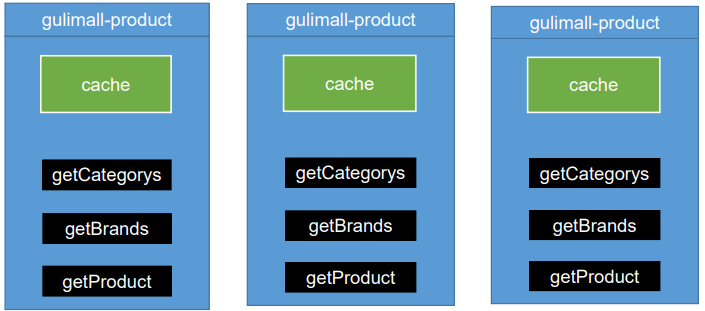 gulimall-product
cache
getCategorys
getBrands
getProduct
gulimall-product
cache
getCategorys
getBrands
getProduct
gulimall-product
cache
getCategorys
getBrands
getProduct